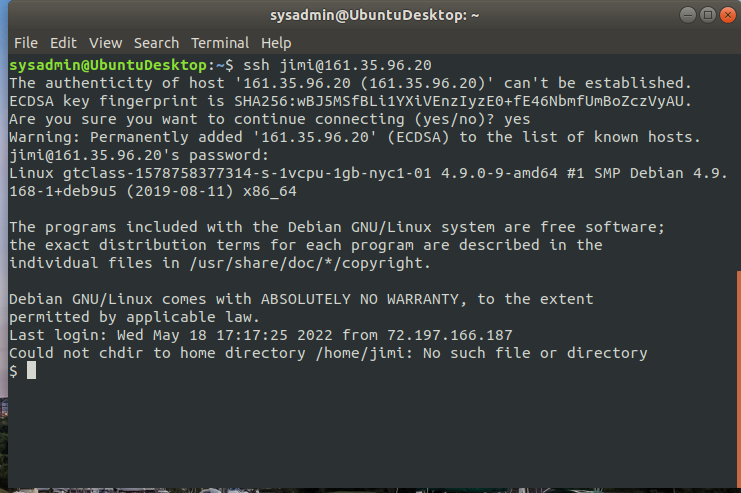 sysadmin@UbuntuDesktop: ~
File Edit View Search Terminal Help
sysadmin@UbuntuDesktop:~$ ssh jimi@161.35.96.20
The authenticity of host '161.35.96.20 (161.35.96.20)' can't be established.
ECDSA key fingerprint is SHA256:wBJ5MSfBLi1YXiVEnzIyzE0+fE46NbmfUmBoZczVyAU.
Are you sure you want to continue connecting (yes/no)? yes
Warning: Permanently added '161.35.96.20' (ECDSA) to the list of known hosts.
jimi@161.35.96.20's password:
Linux gtclass-1578758377314-s-1vcpu-1gb-nyc1-01 4.9.0-9-amd64 #1 SMP Debian 4.9.
168-1+deb9u5 (2019-08-11) x86_64
The programs included with the Debian GNU/Linux system are free software;
the exact distribution terms for each program are described in the
individual files in /usr/share/doc/*/copyright.
Debian GNU/Linux comes with ABSOLUTELY NO WARRANTY, to the extent
permitted by applicable law.
Last login: Wed May 18 17:17:25 2022 from 72.197.166.187
Could not chdir to home directory /home/jimi: No such file or directory
$